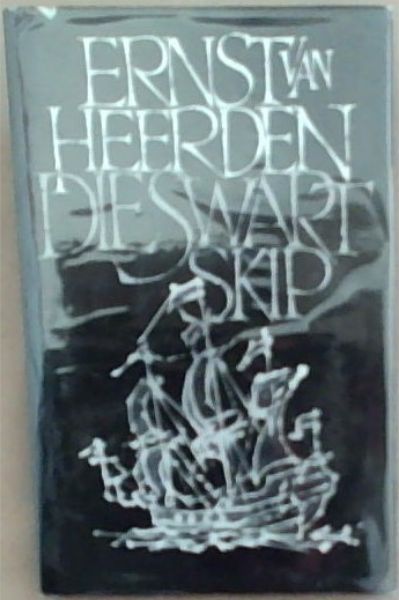 ERNST VAN
HEERDEN
DIE SWART
SKIP